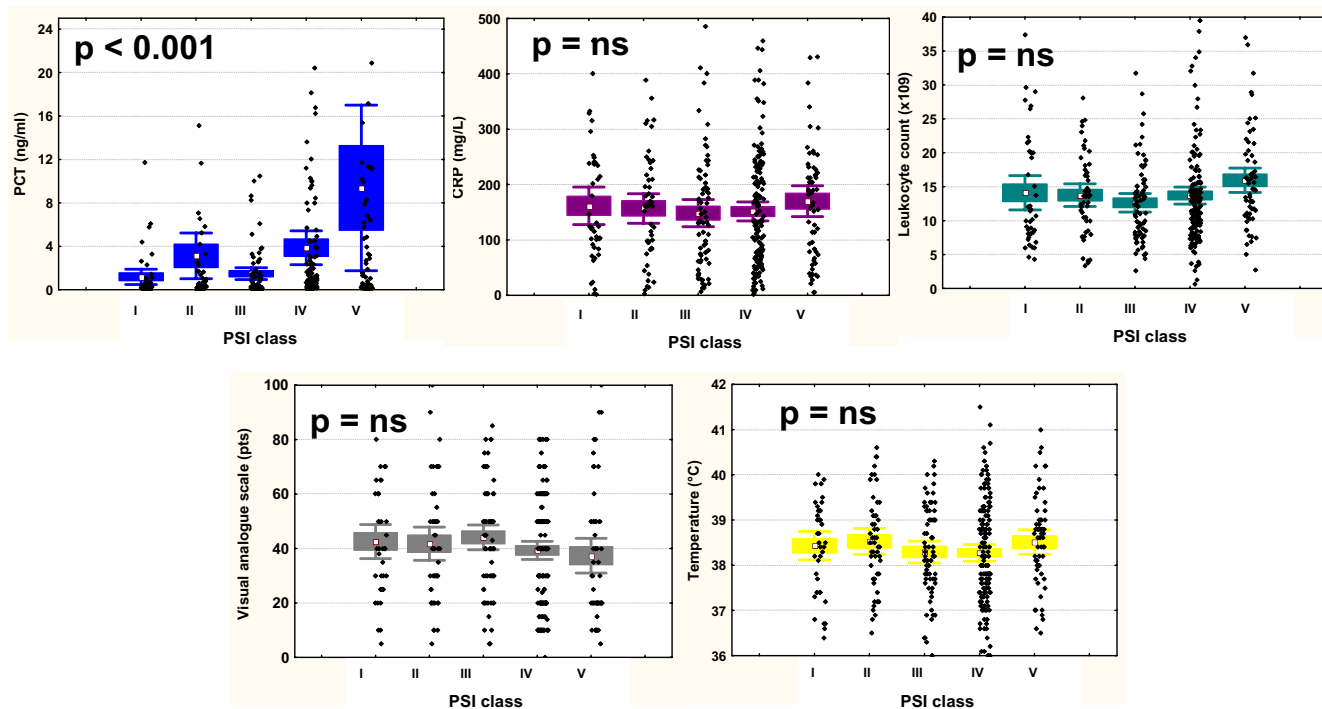 p < 0.001
PCT (ng/ml)
24
20
16
12
8
4
0
I II III IV V
PSI class
p = ns
CRP (mg/L)
500
400
300
200
100
0
I II III IV V
PSI class
p = ns
Leukocyte count (x109)
40
35
30
25
20
15
10
5
0
I II III IV V
PSI class
p = ns
Visual analogue scale (pts)
100
80
60
40
20
0
I II III IV V
PSI class
p = ns
Temperature (°C)
42
41
40
39
38
37
36
I II III IV V
PSI class